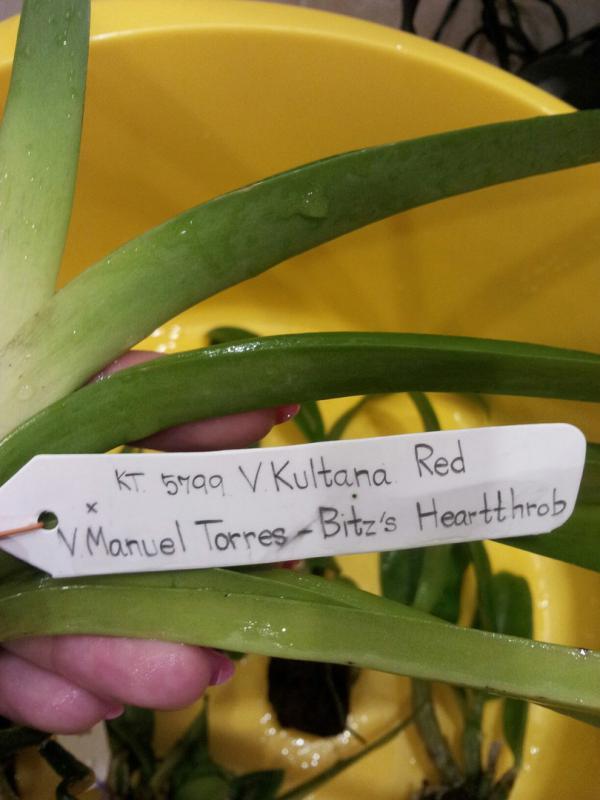 KT. 5799 V. Kultana Red
x
V. Manuel Torres - Bitz's Heartthrob